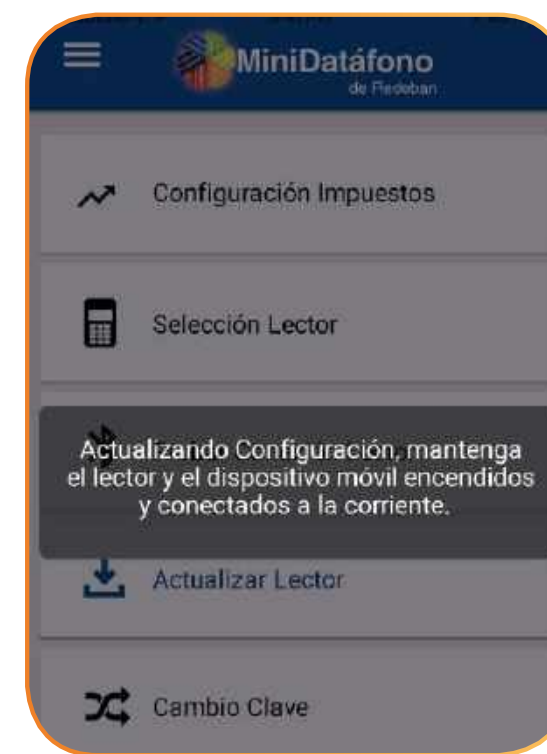 MiniDatáfono
de Redeban
Configuración Impuestos
Selección Lector
Actualizando Configuración, mantenga
el lector y el dispositivo móvil encendidos
y conectados a la corriente.
Actualizar Lector
Cambio Clave